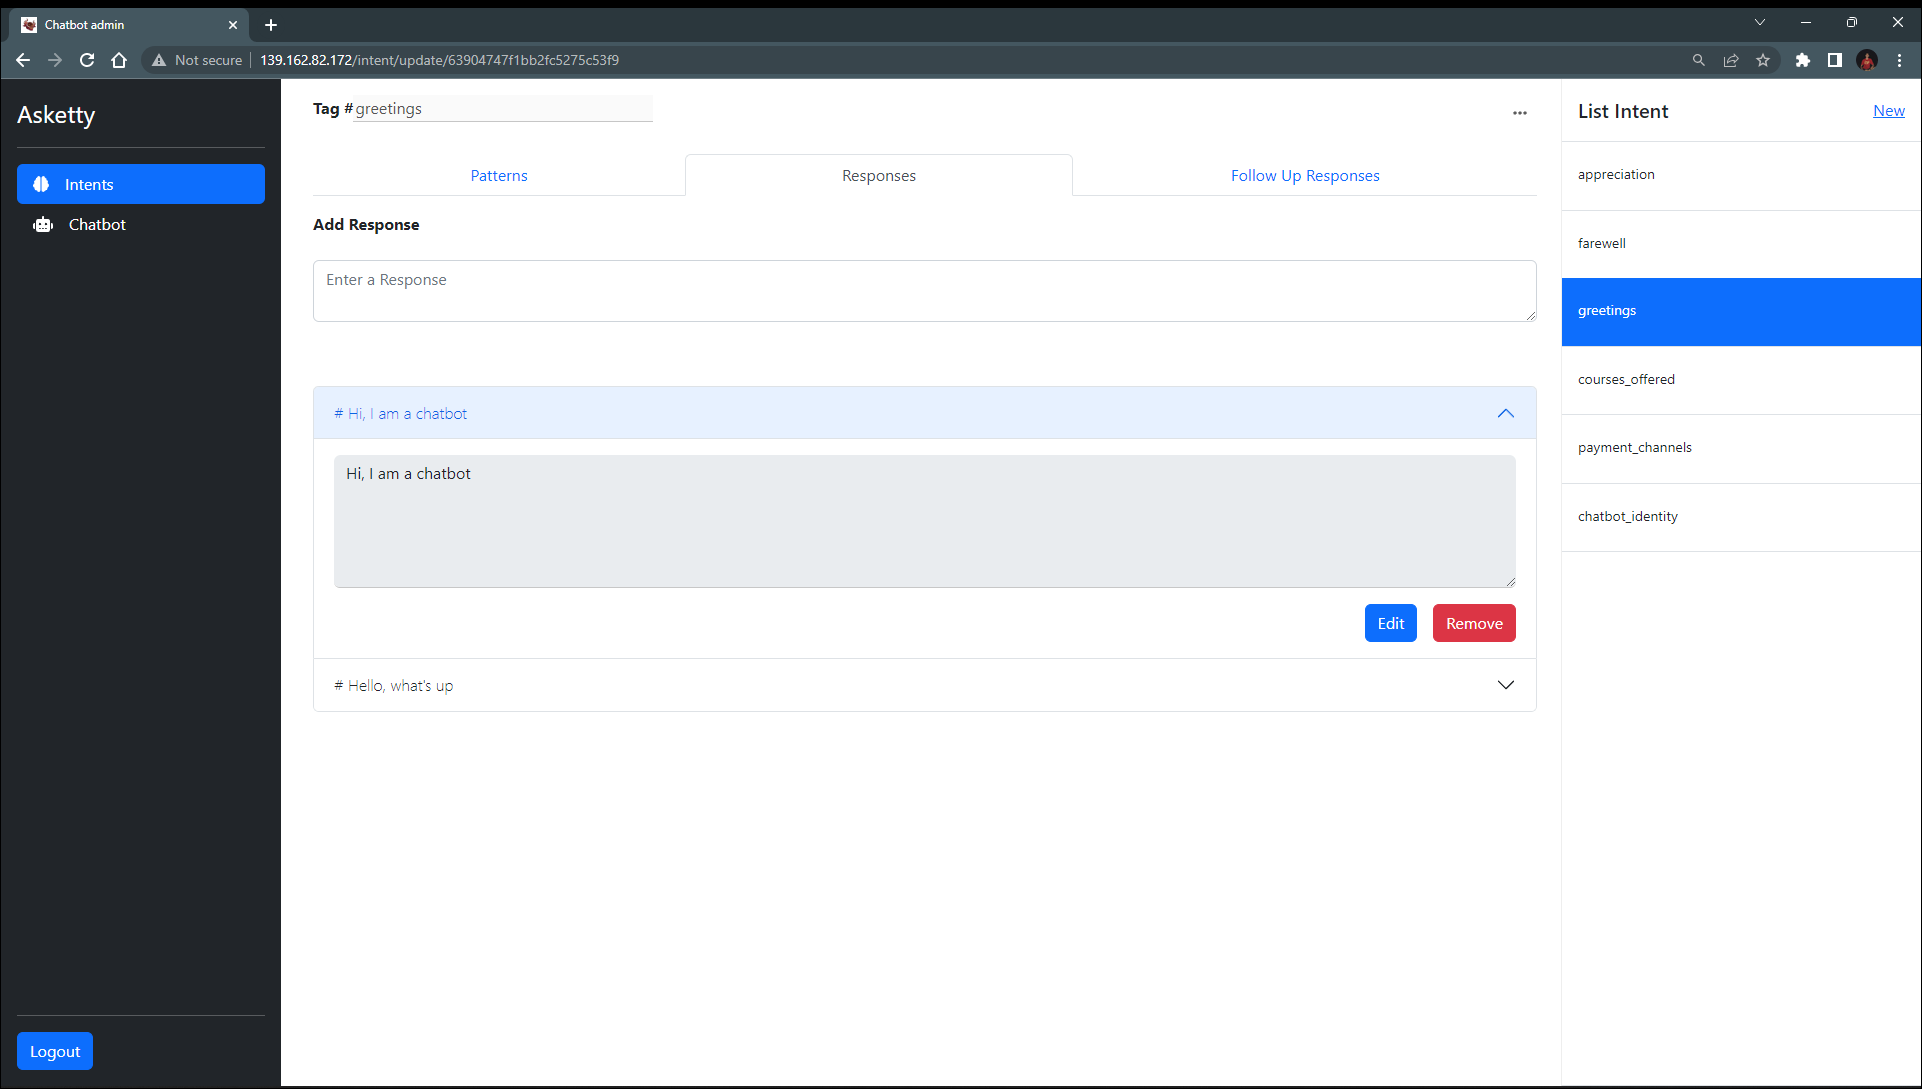 Chatbot admin
Not secure
139.162.82.172/intent/update/63904747f1bb2fc5275c53f9
Asketty
Intents
Chatbot
Logout
Tag #greetings
Patterns
Responses
Follow Up Responses
Add Response
Enter a Response
# Hi, I am a chatbot
Hi, I am a chatbot
Edit
Remove
# Hello, what's up
List Intent
New
appreciation
farewell
greetings
courses_offered
payment_channels
chatbot_identity